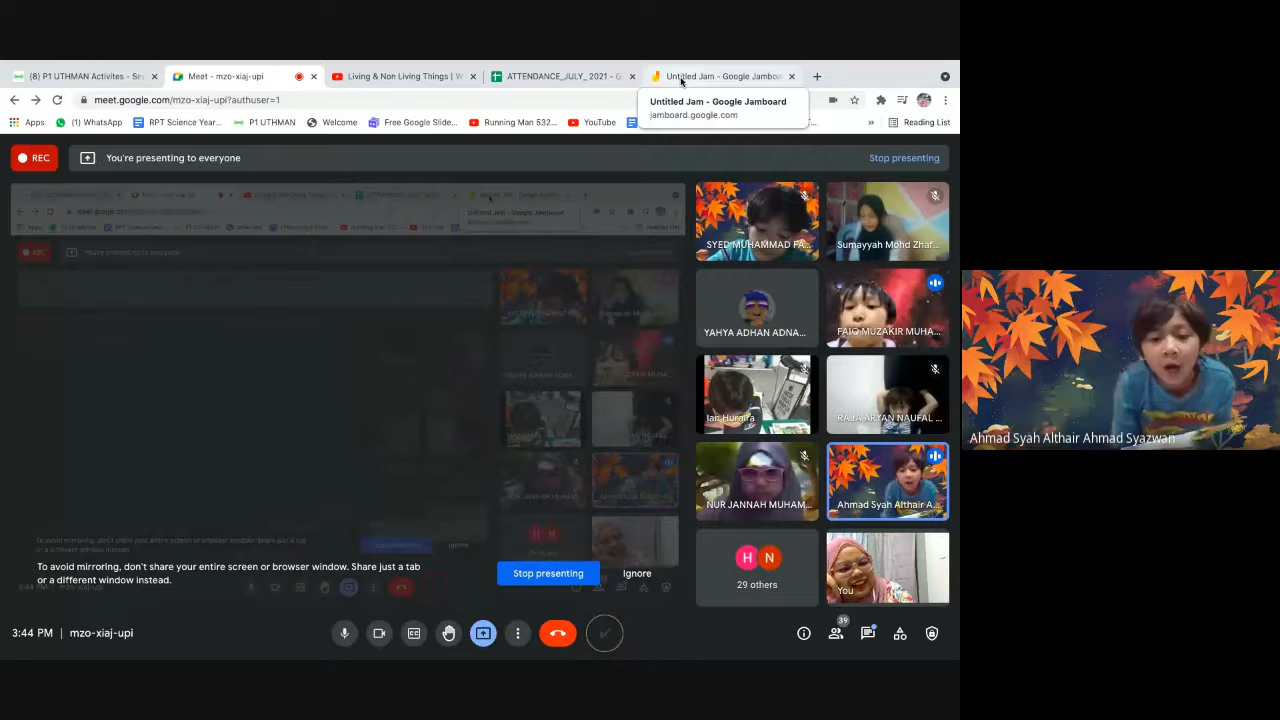 (8) P1 UTHMAN Activites - Se
Meet - mzo-xiaj-upi
Living & Non Living Things | W
ATTENDANCE_JULY_ 2021 - G
Untitled Jam - Google Jamboa
meet.google.com/mzo-xiaj-upi?authuser=1
Untitled Jam - Google Jamboard
jamboard.google.com
Apps
(1) WhatsApp
RPT Science Year...
P1 UTHMAN
Welcome
Free Google Slide...
Running Man 532...
YouTube
Reading List
REC
You're presenting to everyone
Stop presenting
SYED MUHAMMAD FA...
Sumayyah Mohd Zhaf...
YAHYA ADHAN ADNA...
FAIQ MUZAKIR MUHA...
Ian Huraira
RAJA ARYAN NAUFAL ...
NUR JANNAH MUHAM...
Ahmad Syah Althair A...
H N
29 others
You
Ahmad Syah Althair Ahmad Syazwan
To avoid mirroring, don't share your entire screen or browser window. Share just a tab
or a different window instead.
Stop presenting
Ignore
3:44 PM | mzo-xiaj-upi
39